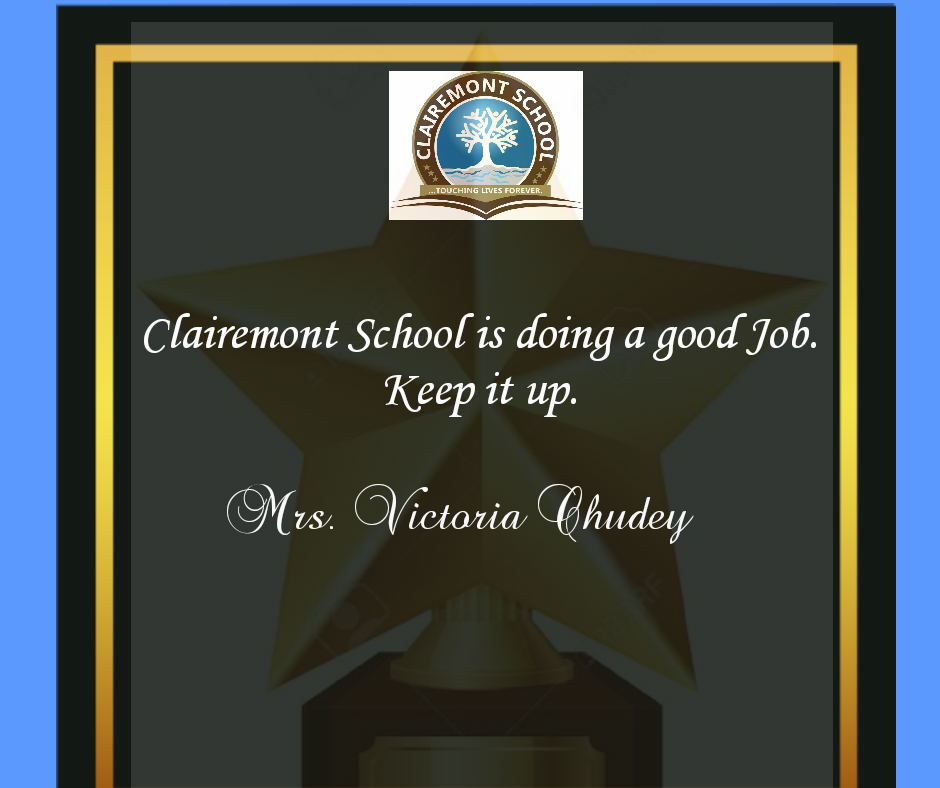 CLAIREMONT SCHOOL
...TOUCHING LIVES FOREVER.
Clairemont School is doing a good Job.
Keep it up.
Mrs. Victoria Chudey